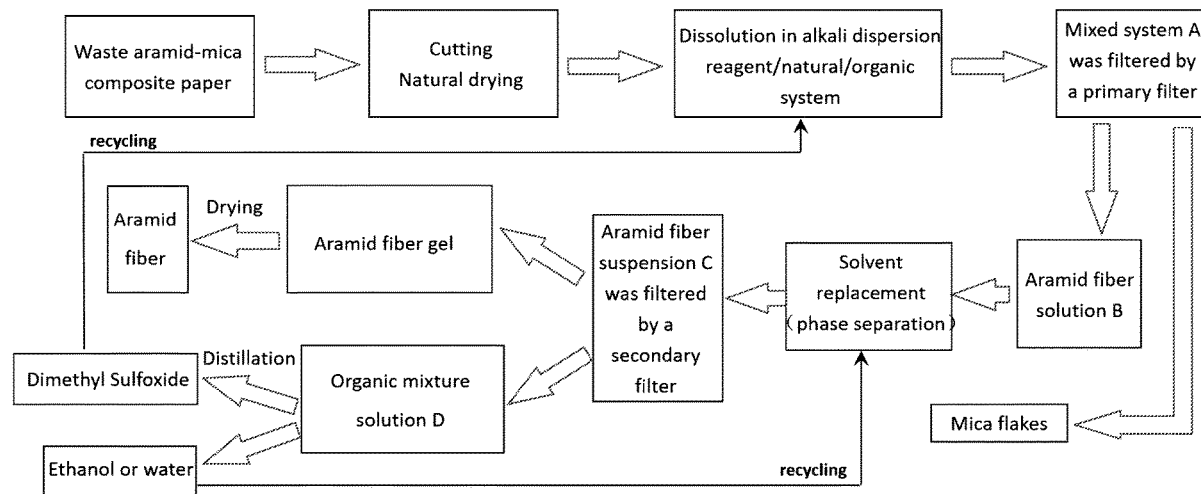 Waste aramid-mica
composite paper
Cutting
Natural drying
Dissolution in alkali dispersion
reagent/natural/organic
system
Mixed system A
was filtered by
a primary filter
recycling
Aramid
fiber
Drying
Aramid fiber gel
Aramid fiber
suspension C
was filtered
by a
secondary
filter
Solvent
replacement
(phase separation)
Aramid fiber
solution B
Dimethyl Sulfoxide
Distillation
Organic mixture
solution D
Mica flakes
Ethanol or water
recycling